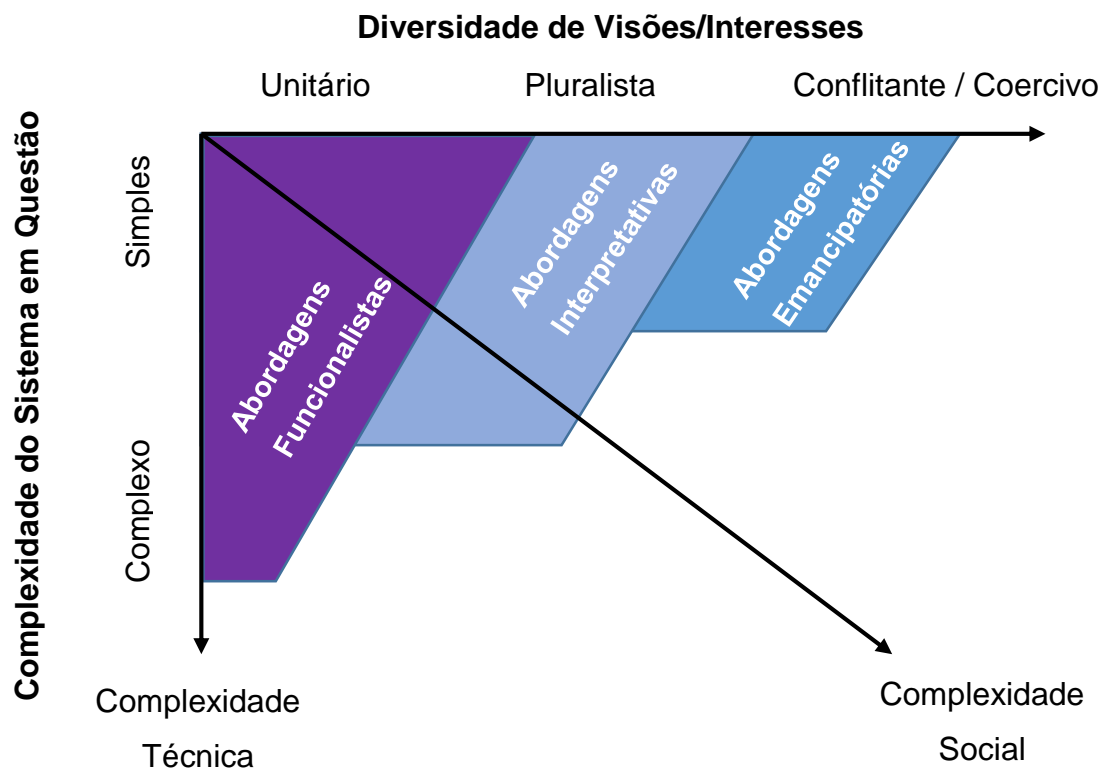 Diversidade de Visões/Interesses
Unitário
Pluralista
Conflitante / Coercivo
Complexidade do Sistema em Questão
Simples
Complexo
Abordagens
Funcionalistas
Abordagens
Interpretativas
Abordagens
Emancipatórias
Complexidade
Técnica
Complexidade
Social